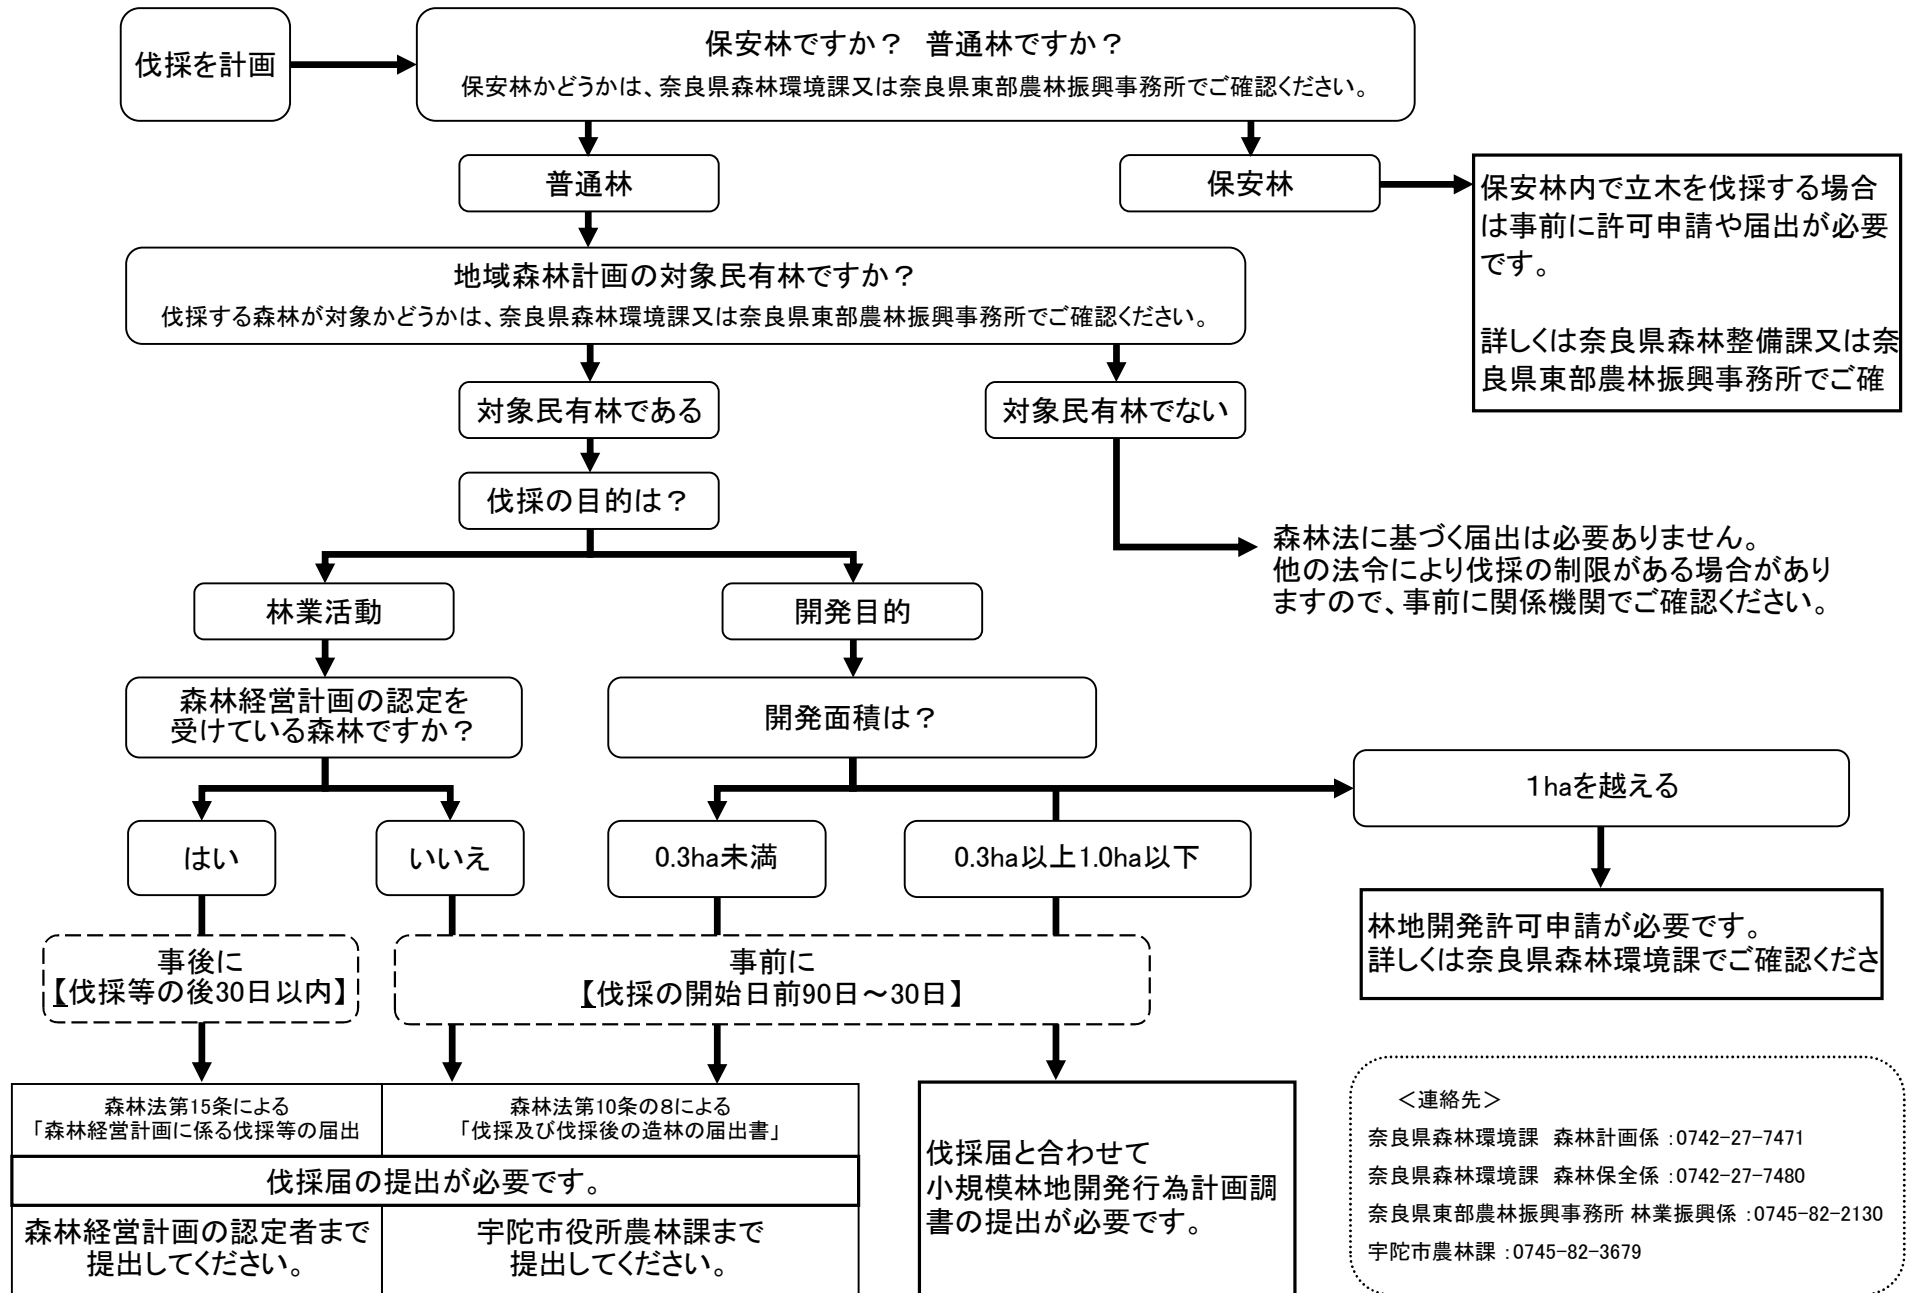 伐採を計画
保安林ですか？　普通林ですか？
保安林かどうかは、奈良県森林環境課又は奈良県東部農林振興事務所でご確認ください。
普通林
保安林
保安林内で立木を伐採する場合
は事前に許可申請や届出が必要
です。
詳しくは奈良県森林整備課又は奈
良県東部農林振興事務所でご確
地域森林計画の対象民有林ですか？
伐採する森林が対象かどうかは、奈良県森林環境課又は奈良県東部農林振興事務所でご確認ください。
対象民有林である
対象民有林でない
伐採の目的は？
森林法に基づく届出は必要ありません。
他の法令により伐採の制限がある場合があり
ますので、事前に関係機関でご確認ください。
林業活動
開発目的
森林経営計画の認定を
受けている森林ですか？
開発面積は？
1haを越える
はい
いいえ
0.3ha未満
0.3ha以上1.0ha以下
林地開発許可申請が必要です。
詳しくは奈良県森林環境課でご確認くださ
事後に
【伐採等の後30日以内】
事前に
【伐採の開始日前90日～30日】
森林法第15条による
「森林経営計画に係る伐採等の届出
森林法第10条の８による
「伐採及び伐採後の造林の届出書」
伐採届の提出が必要です。
森林経営計画の認定者まで
提出してください。
宇陀市役所農林課まで
提出してください。
伐採届と合わせて
小規模林地開発行為計画調
書の提出が必要です。
＜連絡先＞
奈良県森林環境課　森林計画係：0742-27-7471
奈良県森林環境課　森林保全係：0742-27-7480
奈良県東部農林振興事務所 林業振興係：0745-82-2130
宇陀市農林課：0745-82-3679